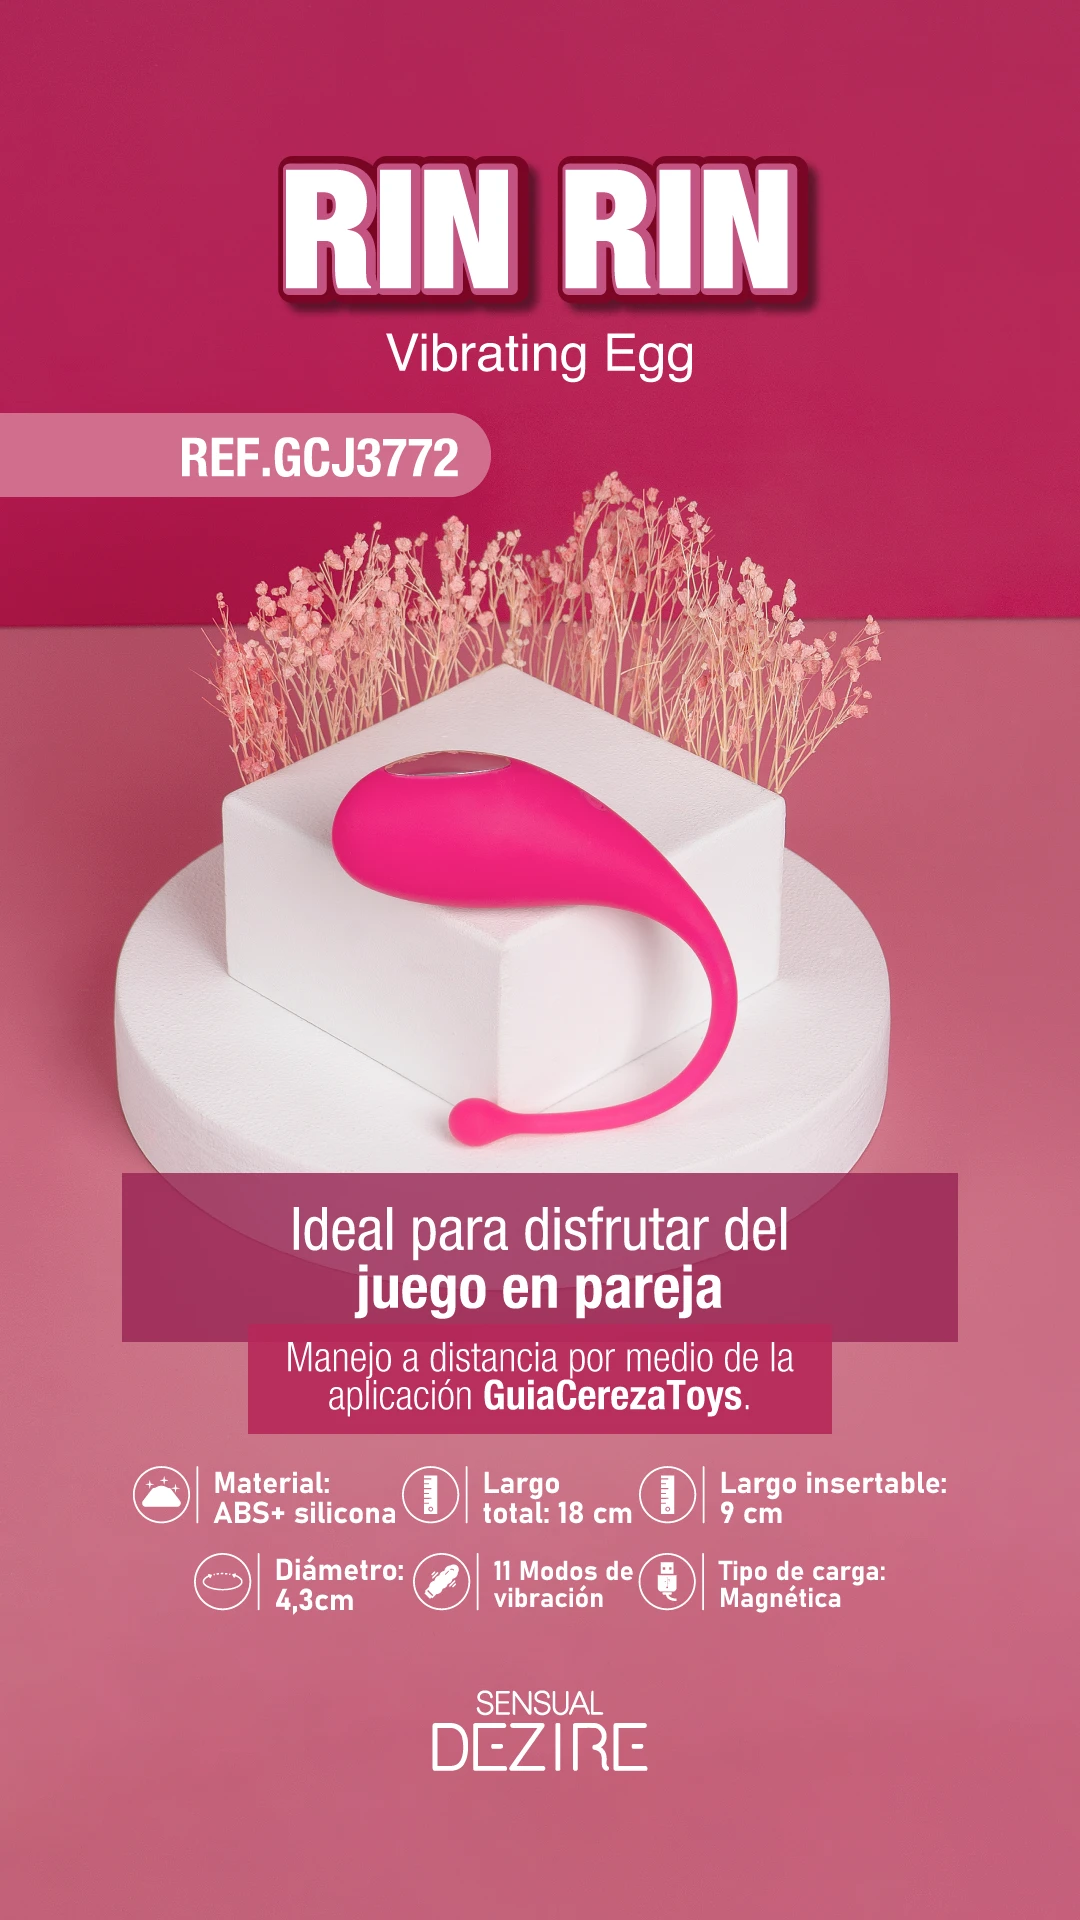 RIN RIN
Vibrating Egg
REF.GCJ3772
Ideal para disfrutar del
juego en pareja
Manejo a distancia por medio de la
aplicación GuiaCerezaToys.
Material:
ABS+ silicona
Largo
total: 18 cm
Largo insertable:
9 cm
Diámetro:
4,3cm
11 Modos de
vibración
Tipo de carga:
Magnética
SENSUAL
DEZIRE